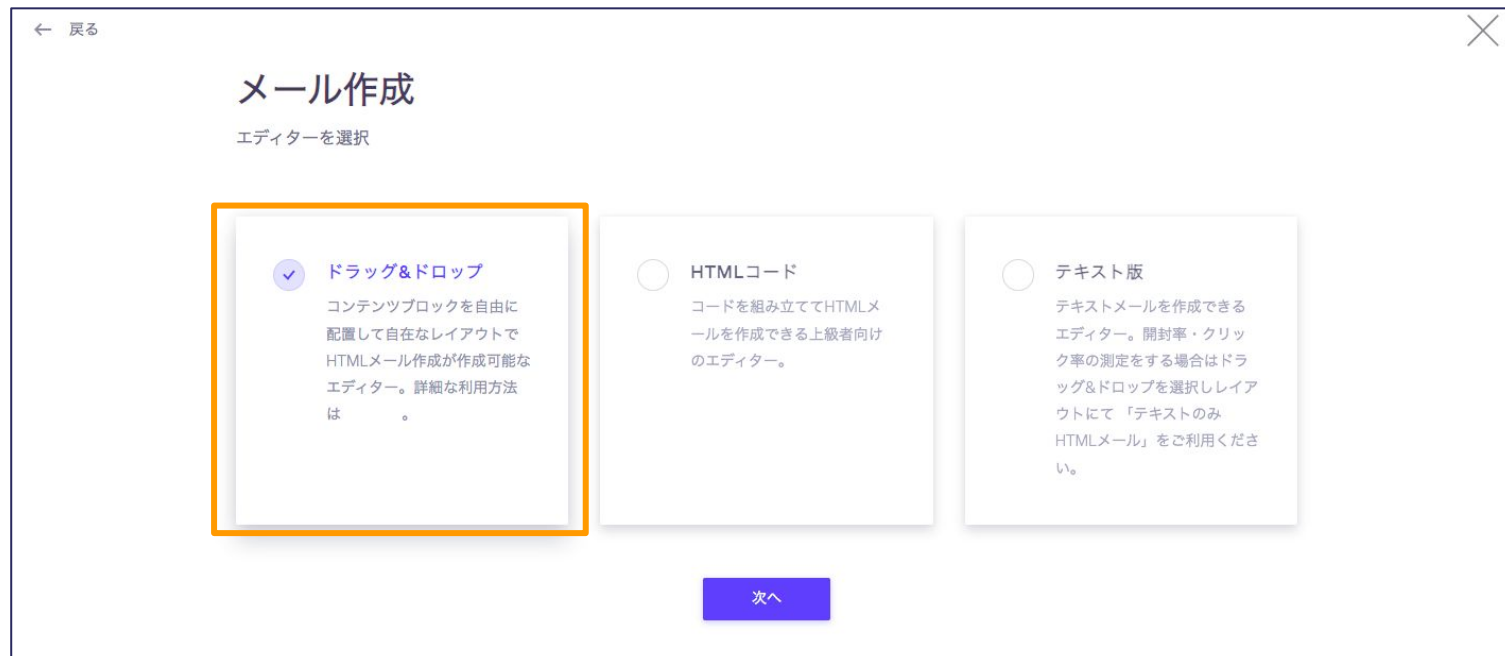 ← 戻る
メール作成
エディターを選択
ドラッグ&ドロップ
コンテンツブロックを自由に
配置して自在なレイアウトで
HTMLメール作成が作成可能な
エディター。詳細な利用方法
は 。
HTMLコード
コードを組み立ててHTMLメ
ールを作成できる上級者向け
のエディター。
テキスト版
テキストメールを作成できる
エディター。開封率・クリッ
ク率の測定をする場合はドラ
ッグ&ドロップを選択しレイア
ウトにて 「テキストのみ
HTMLメール」をご利用くださ
い。
次へ